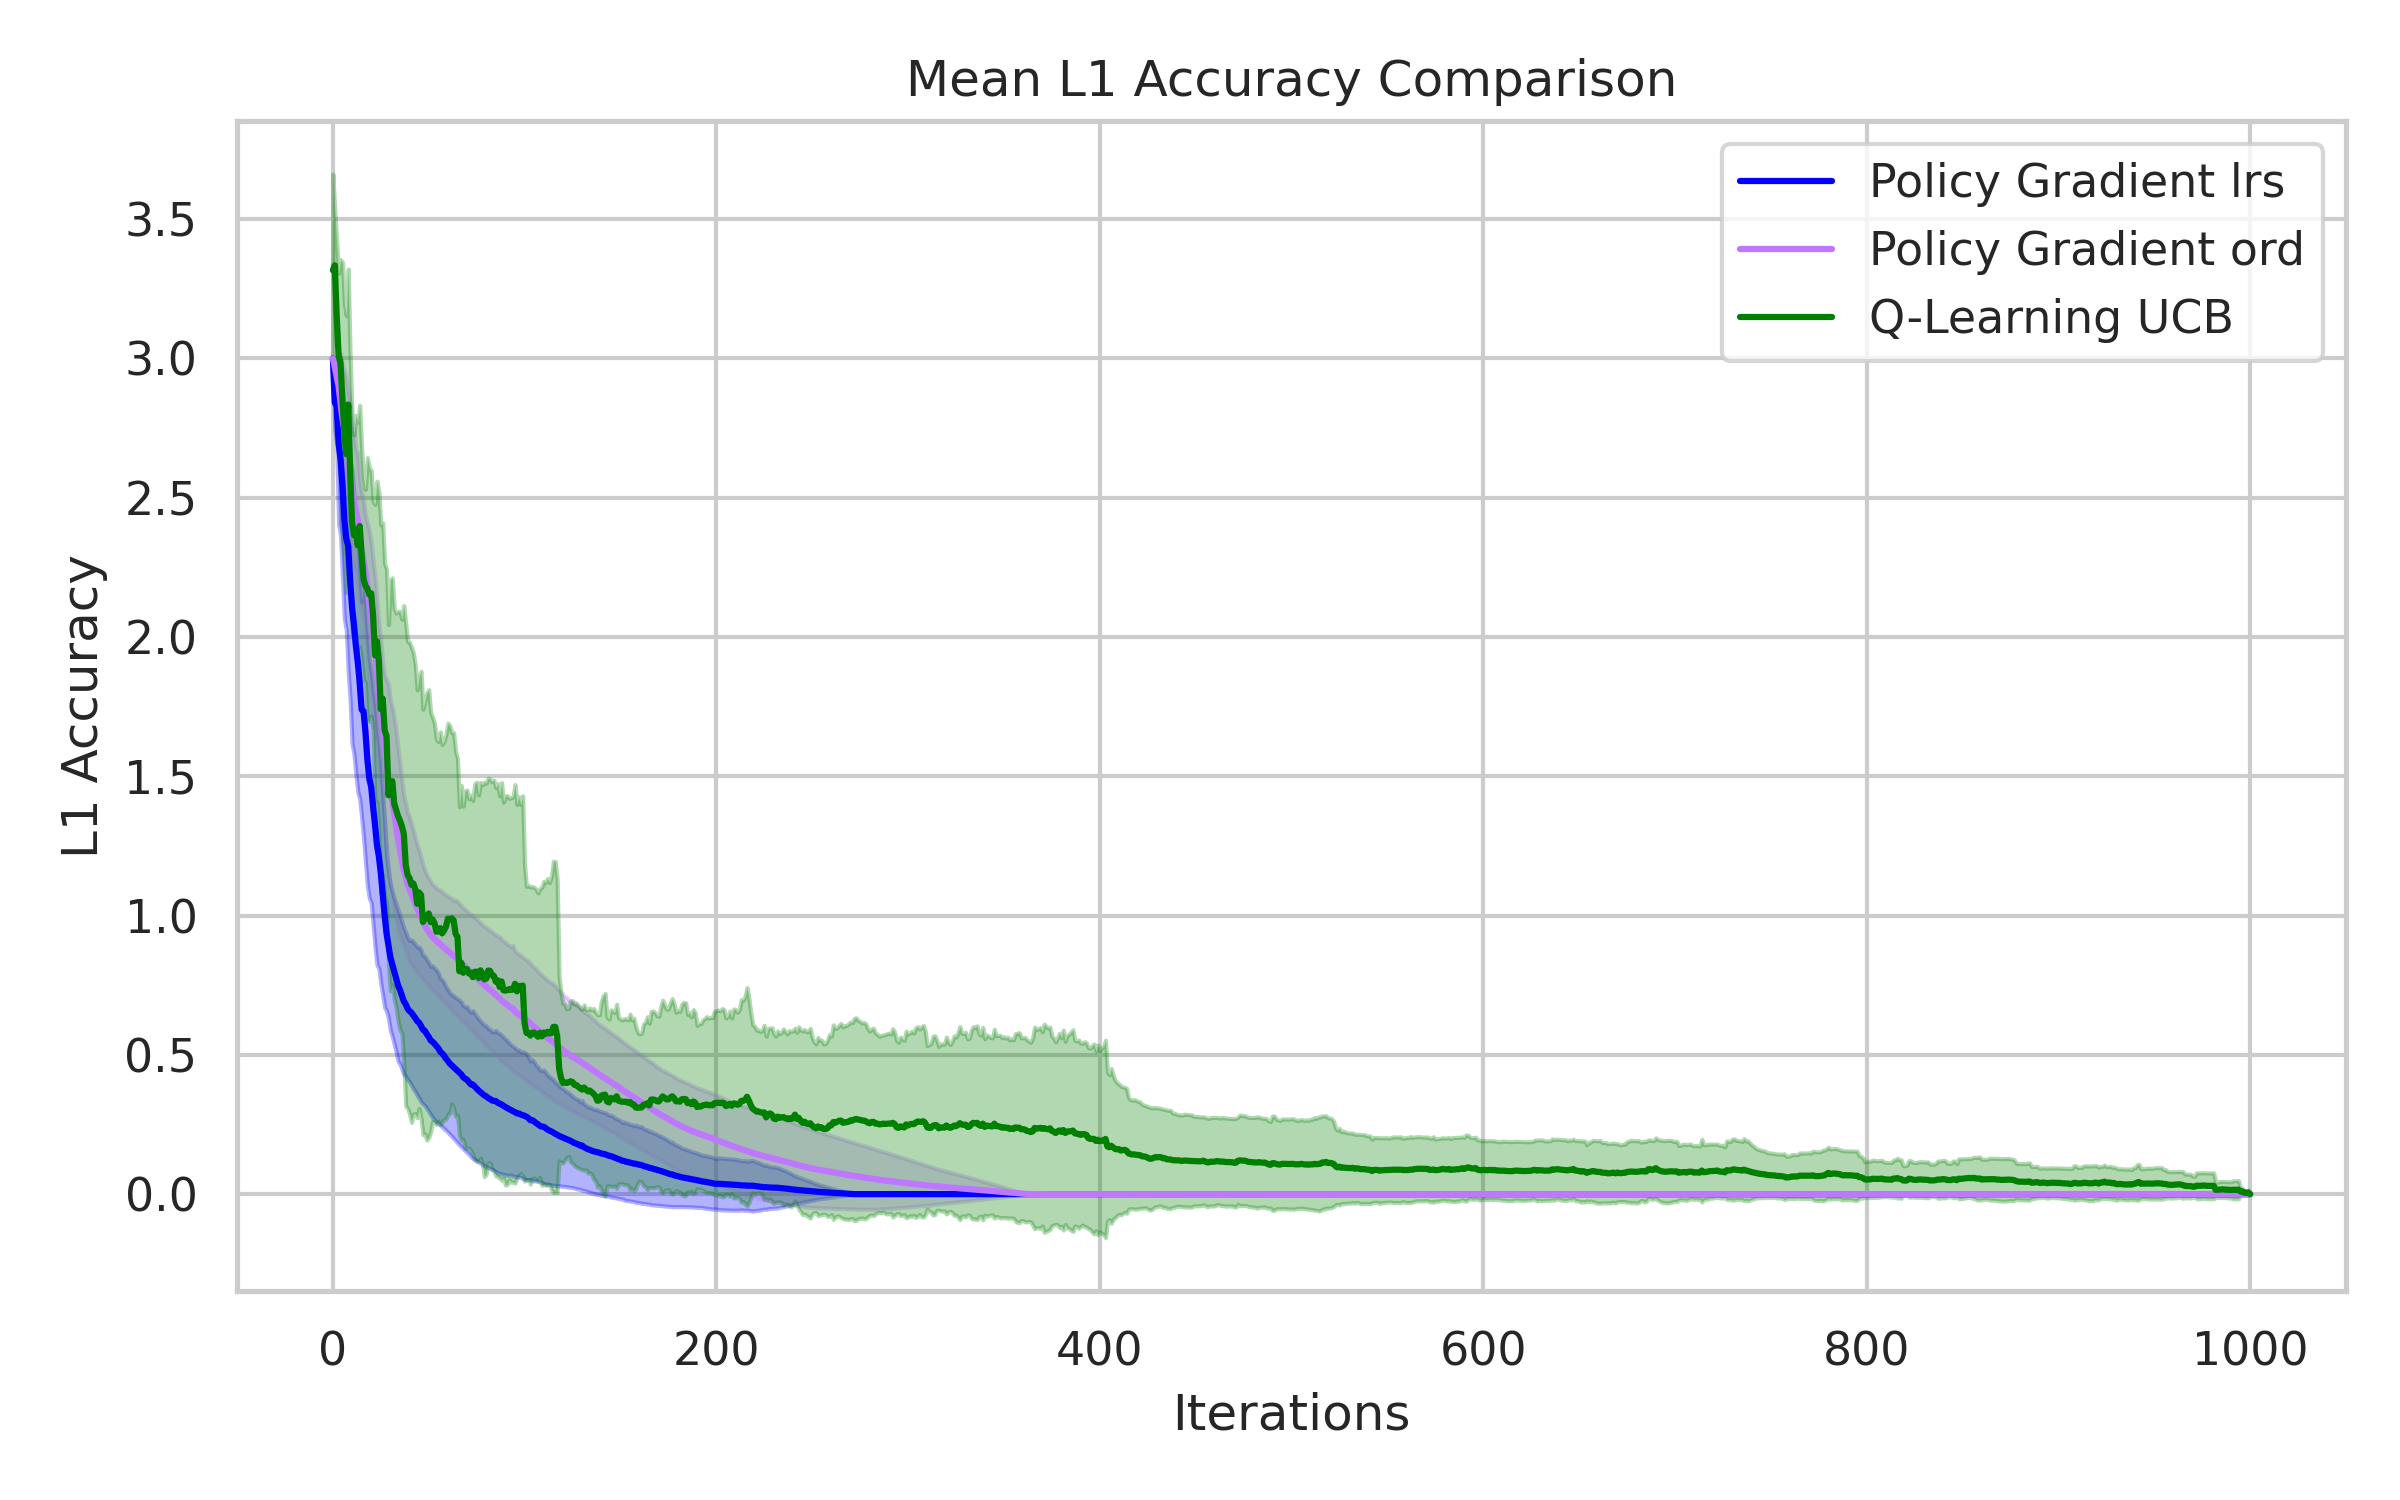 Mean L1 Accuracy Comparison
Policy Gradient lrs
Policy Gradient ord
Q-Learning UCB
L1 Accuracy
3.5
3.0
2.5
2.0
1.5
1.0
0.5
0.0
0 200 400 600 800 1000
Iterations